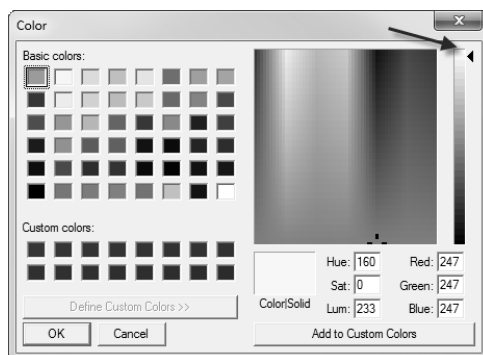 Color
Basic colors:
Custom colors:
Define Custom Colors >>
OK Cancel
Color|Solid
Hue: 160 Red: 247
Sat: 0 Green: 247
Lum: 233 Blue: 247
Add to Custom Colors